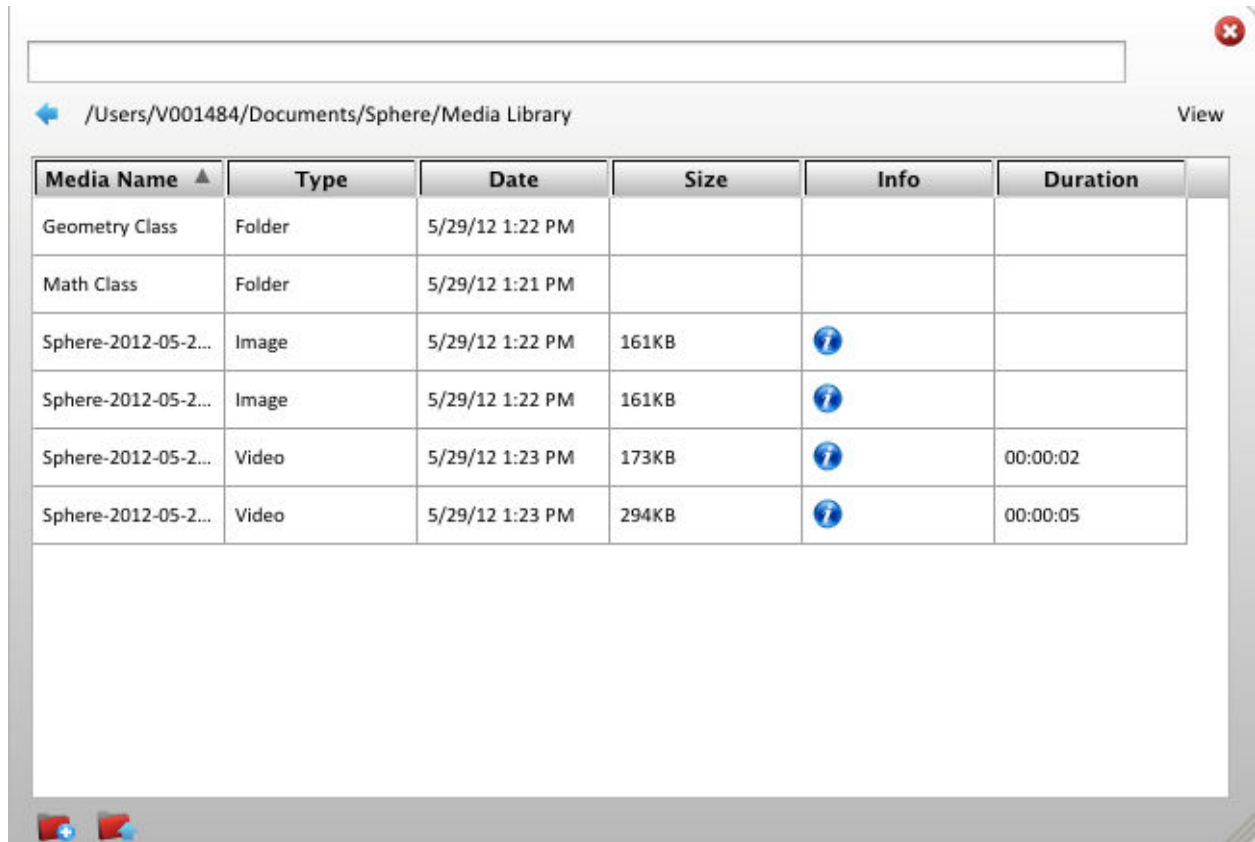 /Users/V001484/Documents/Sphere/Media Library View
Media Name Type Date Size Info Duration
Geometry Class Folder 5/29/12 1:22 PM
Math Class Folder 5/29/12 1:21 PM
Sphere-2012-05-2... Image 5/29/12 1:22 PM 161KB
Sphere-2012-05-2... Image 5/29/12 1:22 PM 161KB
Sphere-2012-05-2... Video 5/29/12 1:23 PM 173KB 00:00:02
Sphere-2012-05-2... Video 5/29/12 1:23 PM 294KB 00:00:05